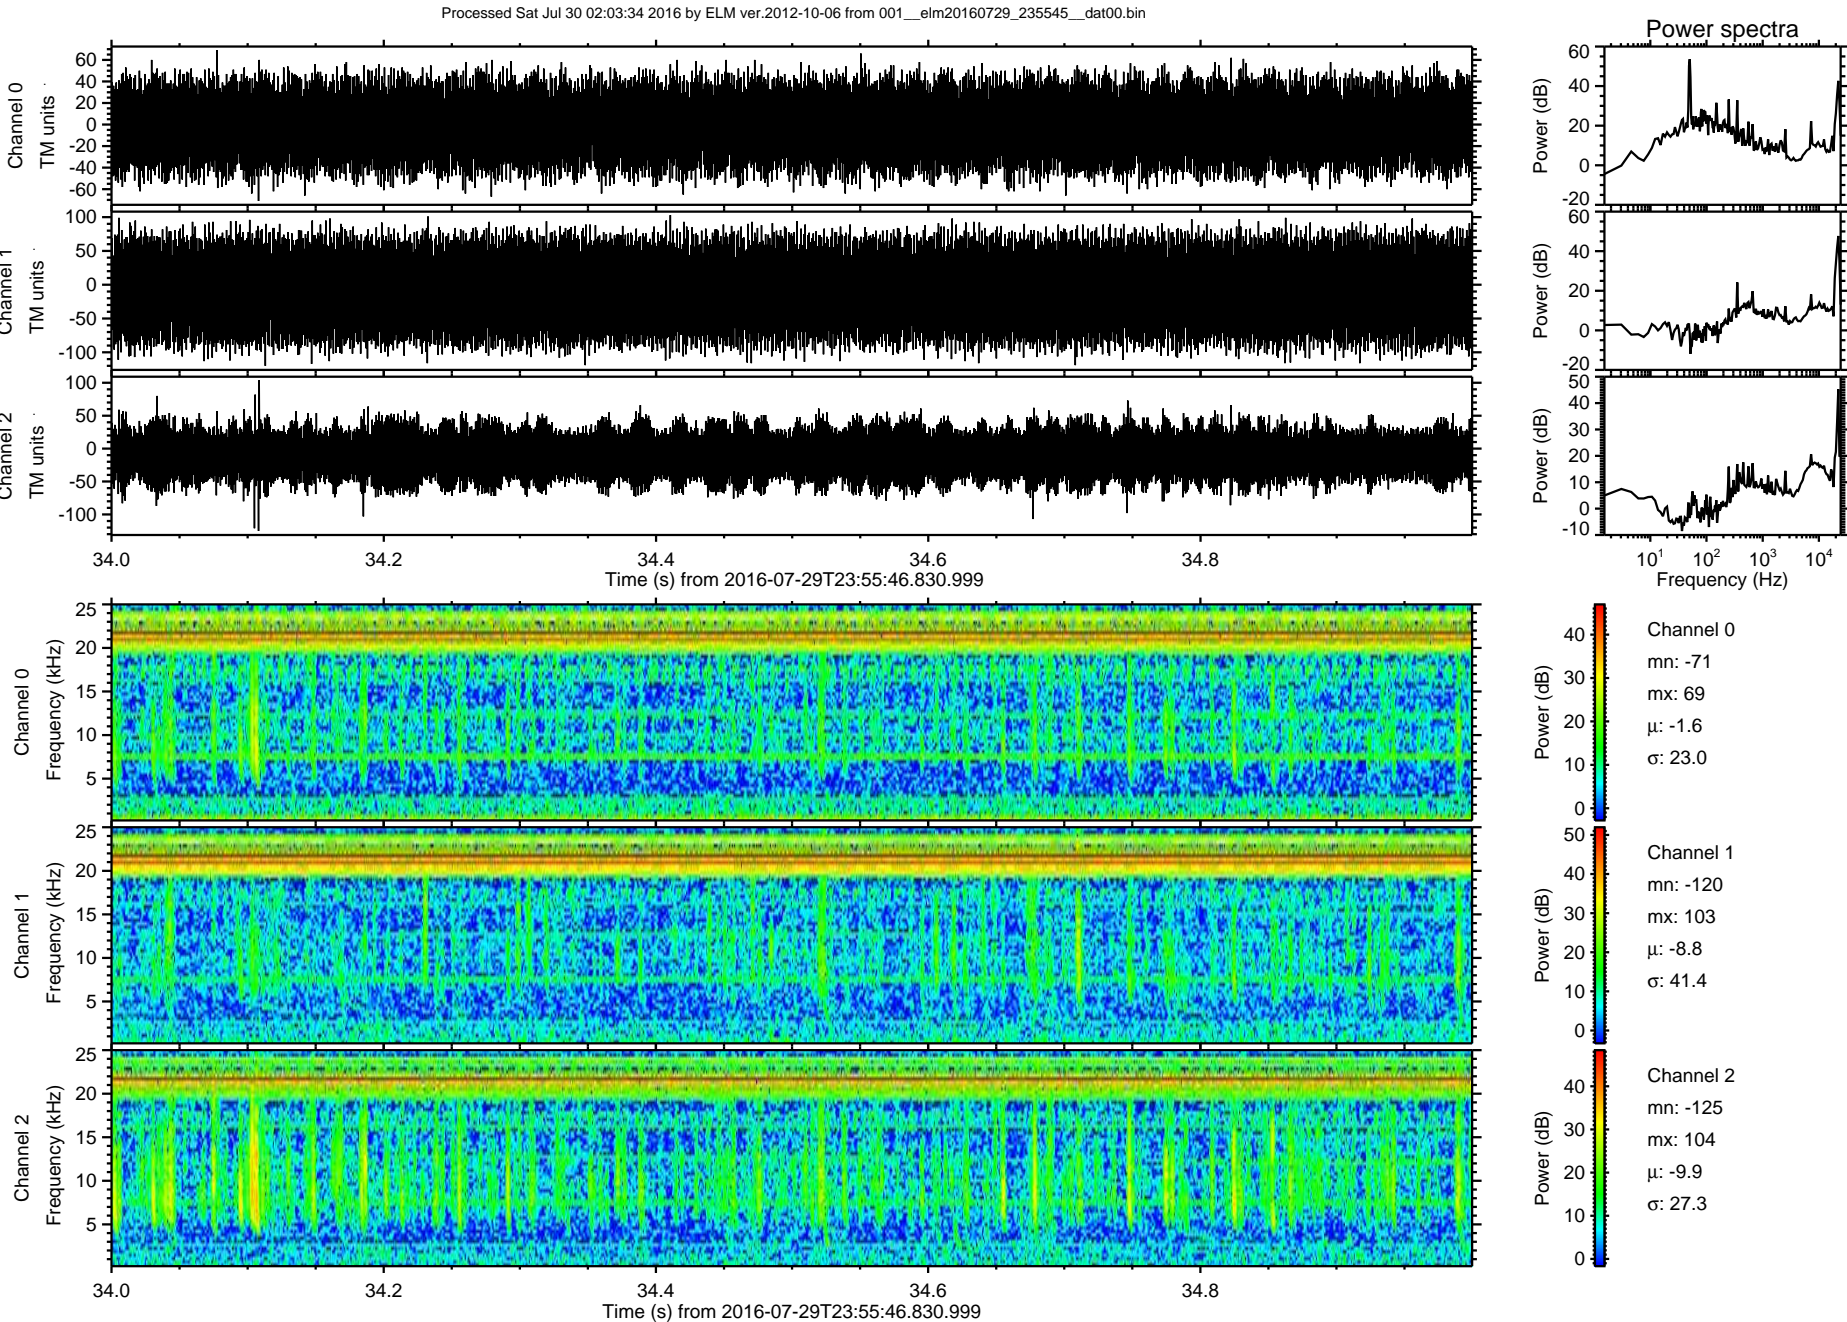 Processed Sat Jul 30 02:03:34 2016 by ELM ver.2012-10-06 from 001__elm20160729_235545__dat00.bin
Power spectra
Channel 0
TM units
60
40
20
0
-20
-40
-60
Power (dB)
60
40
20
0
-20
Channel 1
TM units
100
50
0
-50
-100
Power (dB)
60
40
20
0
-20
Channel 2
TM units
100
50
0
-50
-100
Power (dB)
50
40
30
20
10
0
-10
34.0
34.2
34.4
34.6
34.8
Time (s) from 2016-07-29T23:55:46.830.999
10^1
10^2
10^3
10^4
Frequency (Hz)
Channel 0
Frequency (kHz)
25
20
15
10
5
Power (dB)
40
30
20
10
0
Channel 0
mn: -71
mx: 69
μ: -1.6
σ: 23.0
Channel 1
Frequency (kHz)
25
20
15
10
5
Power (dB)
50
40
30
20
10
0
Channel 1
mn: -120
mx: 103
μ: -8.8
σ: 41.4
Channel 2
Frequency (kHz)
25
20
15
10
5
Power (dB)
40
30
20
10
0
Channel 2
mn: -125
mx: 104
μ: -9.9
σ: 27.3
34.0
34.2
34.4
34.6
34.8
Time (s) from 2016-07-29T23:55:46.830.999